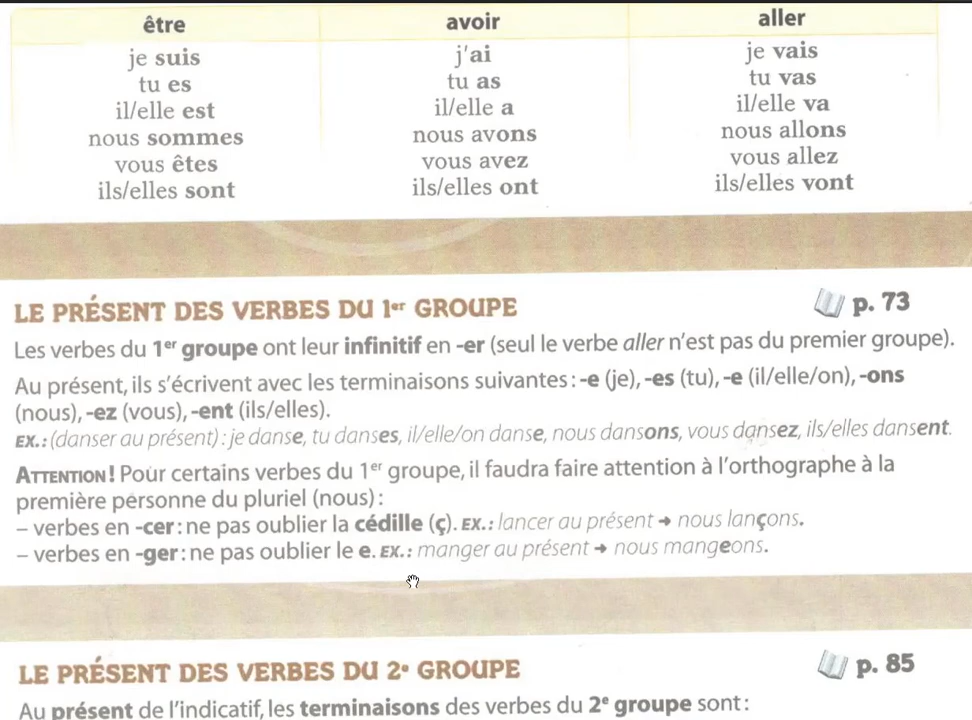 être avoir aller
je suis j'ai je vais
tu es tu as tu vas
il/elle est il/elle a il/elle va
nous sommes nous avons nous allons
vous êtes vous avez vous allez
ils/elles sont ils/elles ont ils/elles vont
LE PRÉSENT DES VERBES DU 1er GROUPE p. 73
Les verbes du 1er groupe ont leur infinitif en -er (seul le verbe aller n'est pas du premier groupe).
Au présent, ils s'écrivent avec les terminaisons suivantes : -e (je), -es (tu), -e (il/elle/on), -ons
(nous), -ez (vous), -ent (ils/elles).
EX. : (danser au présent) : je danse, tu danses, il/elle/on danse, nous dansons, vous dansez, ils/elles dansent.
ATTENTION ! Pour certains verbes du 1er groupe, il faudra faire attention à l'orthographe à la
première personne du pluriel (nous) :
– verbes en -cer : ne pas oublier la cédille (ç). EX. : lancer au présent ➜ nous lançons.
– verbes en -ger : ne pas oublier le e. EX. : manger au présent ➜ nous mangeons.
LE PRÉSENT DES VERBES DU 2e GROUPE p. 85
Au présent de l'indicatif, les terminaisons des verbes du 2e groupe sont :